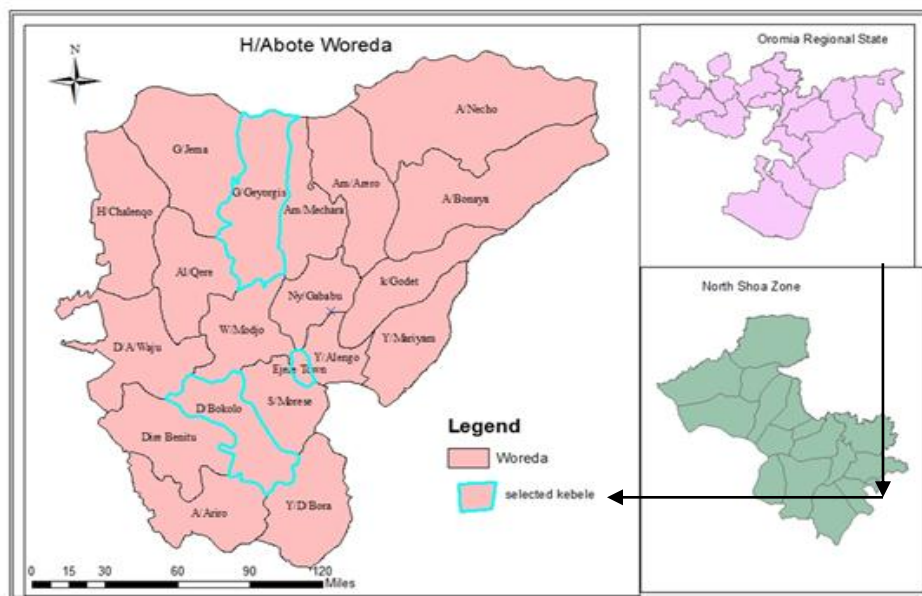 H/Abote Woreda
Oromia Regional State
N
A/Necho
G/Jema
Am/Arero
G/Geyorgis
H/Chalenqo
Am/Mechara
A/Bonaya
Al/Qere
k/Godet
Ny/Gababu
North Shoa Zone
W/Modjo
Y/Mariyam
D/A/Waju
Y/Alengo
Ejere Town
D/Bokolo
S/Morese
Dire Benitu
Legend
Woreda
selected kebele
A/Ariro
Y/D/Bora
0 15 30 60 90 120
Miles